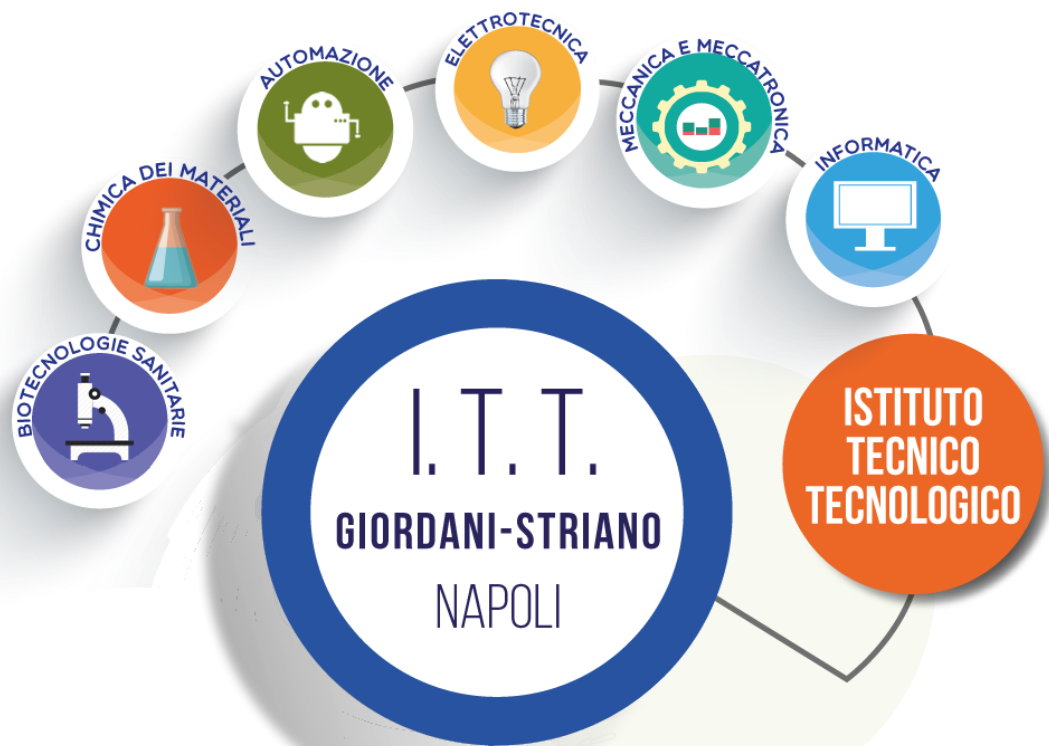 BIOTECNOLOGIE SANITARIE
CHIMICA DEI MATERIALI
AUTOMAZIONE
ELETTROTECNICA
MECCANICA E MECCATRONICA
INFORMATICA
I. T. T.
GIORDANI-STRIANO
NAPOLI
ISTITUTO
TECNICO
TECNOLOGICO